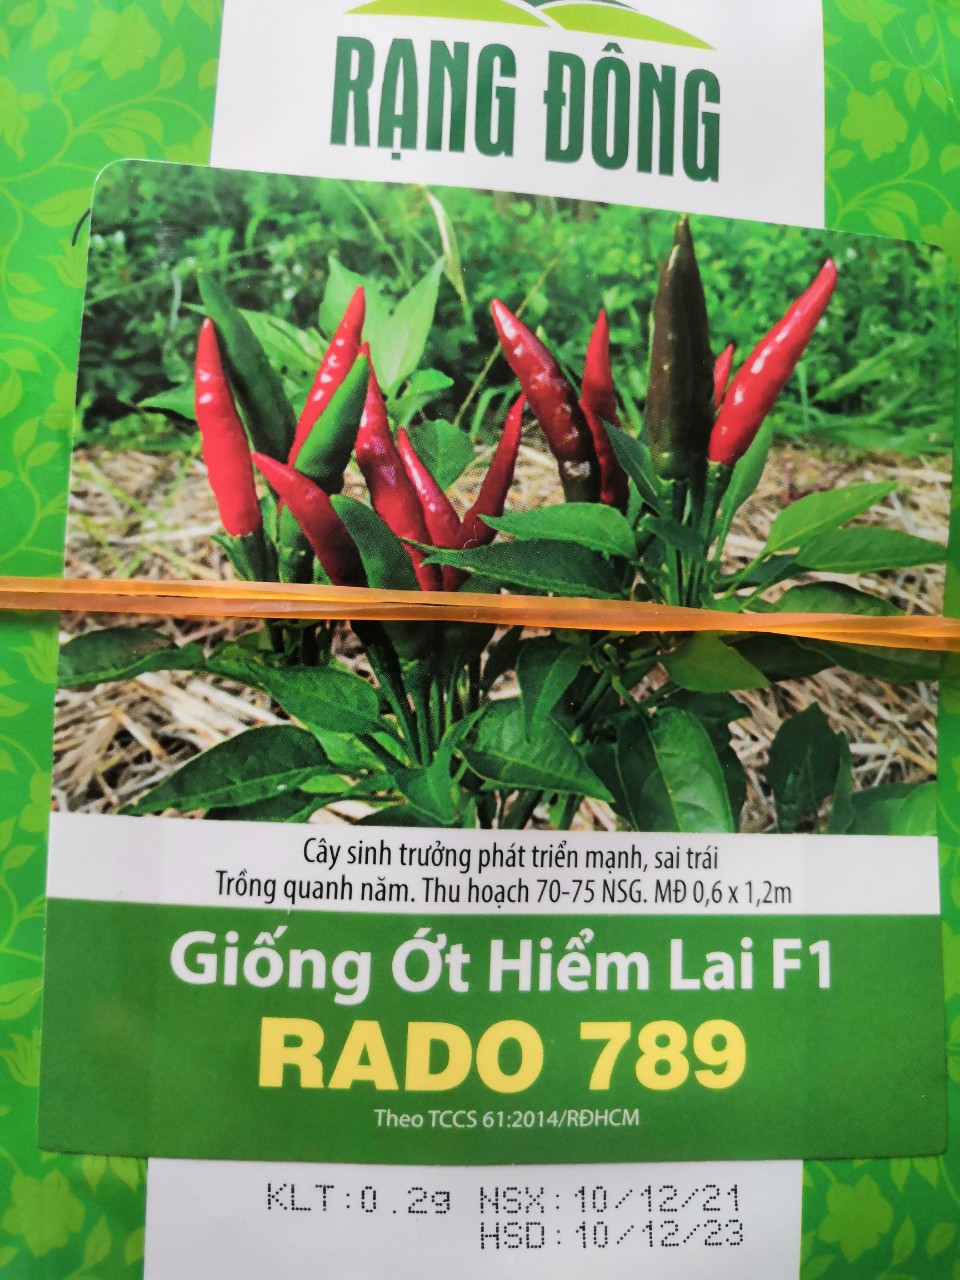 RẠNG ĐÔNG
Cây sinh trưởng phát triển mạnh, sai trái
Trồng quanh năm. Thu hoạch 70-75 NSG. MĐ 0,6 x 1,2m
Giống Ớt Hiểm Lai F1
RADO 789
Theo TCCS 61:2014/RĐHCM
KLT:0.2g NSX:10/12/21
HSD:10/12/23